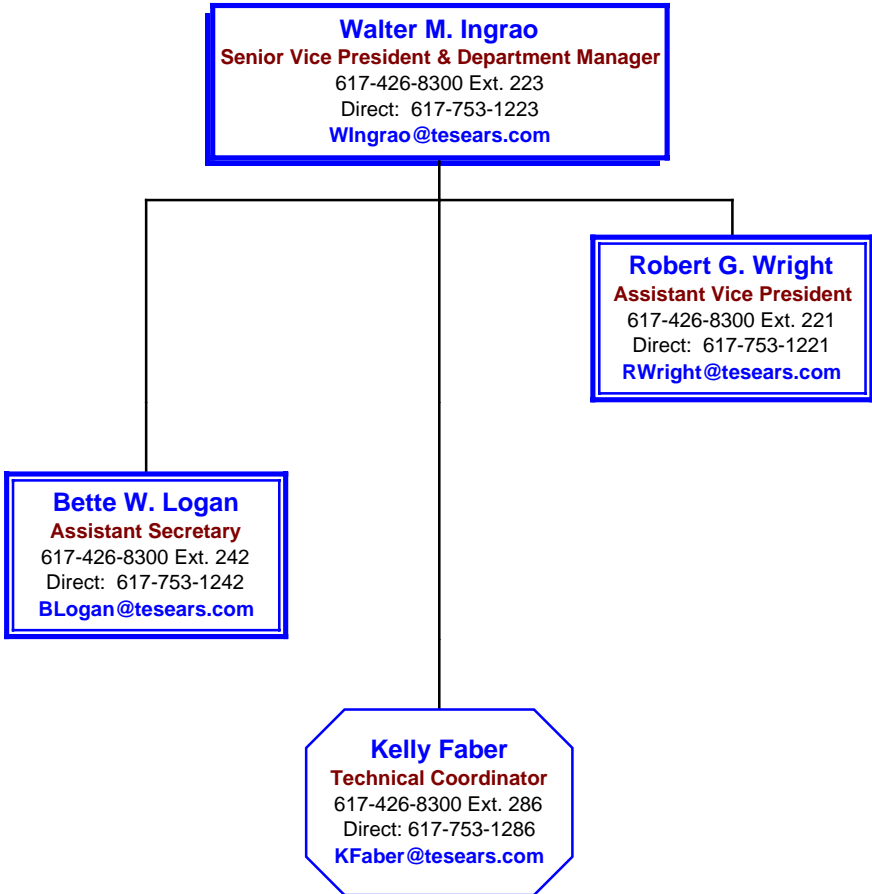 Walter M. Ingrao
Senior Vice President & Department Manager
617-426-8300 Ext. 223
Direct:  617-753-1223
WIngrao@tesears.com
Robert G. Wright
Assistant Vice President
617-426-8300 Ext. 221
Direct:  617-753-1221
RWright@tesears.com
Bette W. Logan
Assistant Secretary
617-426-8300 Ext. 242
Direct:  617-753-1242
BLogan@tesears.com
Kelly Faber
Technical Coordinator
617-426-8300 Ext. 286
Direct: 617-753-1286
KFaber@tesears.com